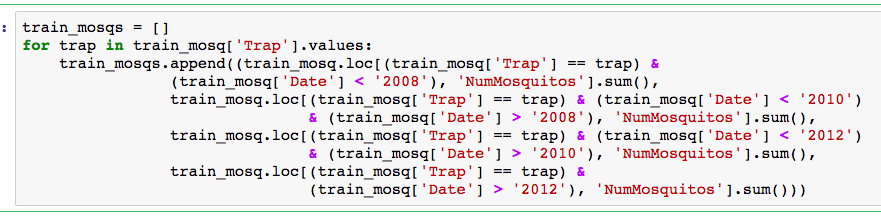 : train_mosqs = []
for trap in train_mosq['Trap'].values:
    train_mosqs.append((train_mosq.loc[(train_mosq['Trap'] == trap) &
                (train_mosq['Date'] < '2008'), 'NumMosquitos'].sum(),
                train_mosq.loc[(train_mosq['Trap'] == trap) & (train_mosq['Date'] < '2010')
                               & (train_mosq['Date'] > '2008'), 'NumMosquitos'].sum(),
                train_mosq.loc[(train_mosq['Trap'] == trap) & (train_mosq['Date'] < '2012')
                               & (train_mosq['Date'] > '2010'), 'NumMosquitos'].sum(),
                train_mosq.loc[(train_mosq['Trap'] == trap) &
                               (train_mosq['Date'] > '2012'), 'NumMosquitos'].sum()))